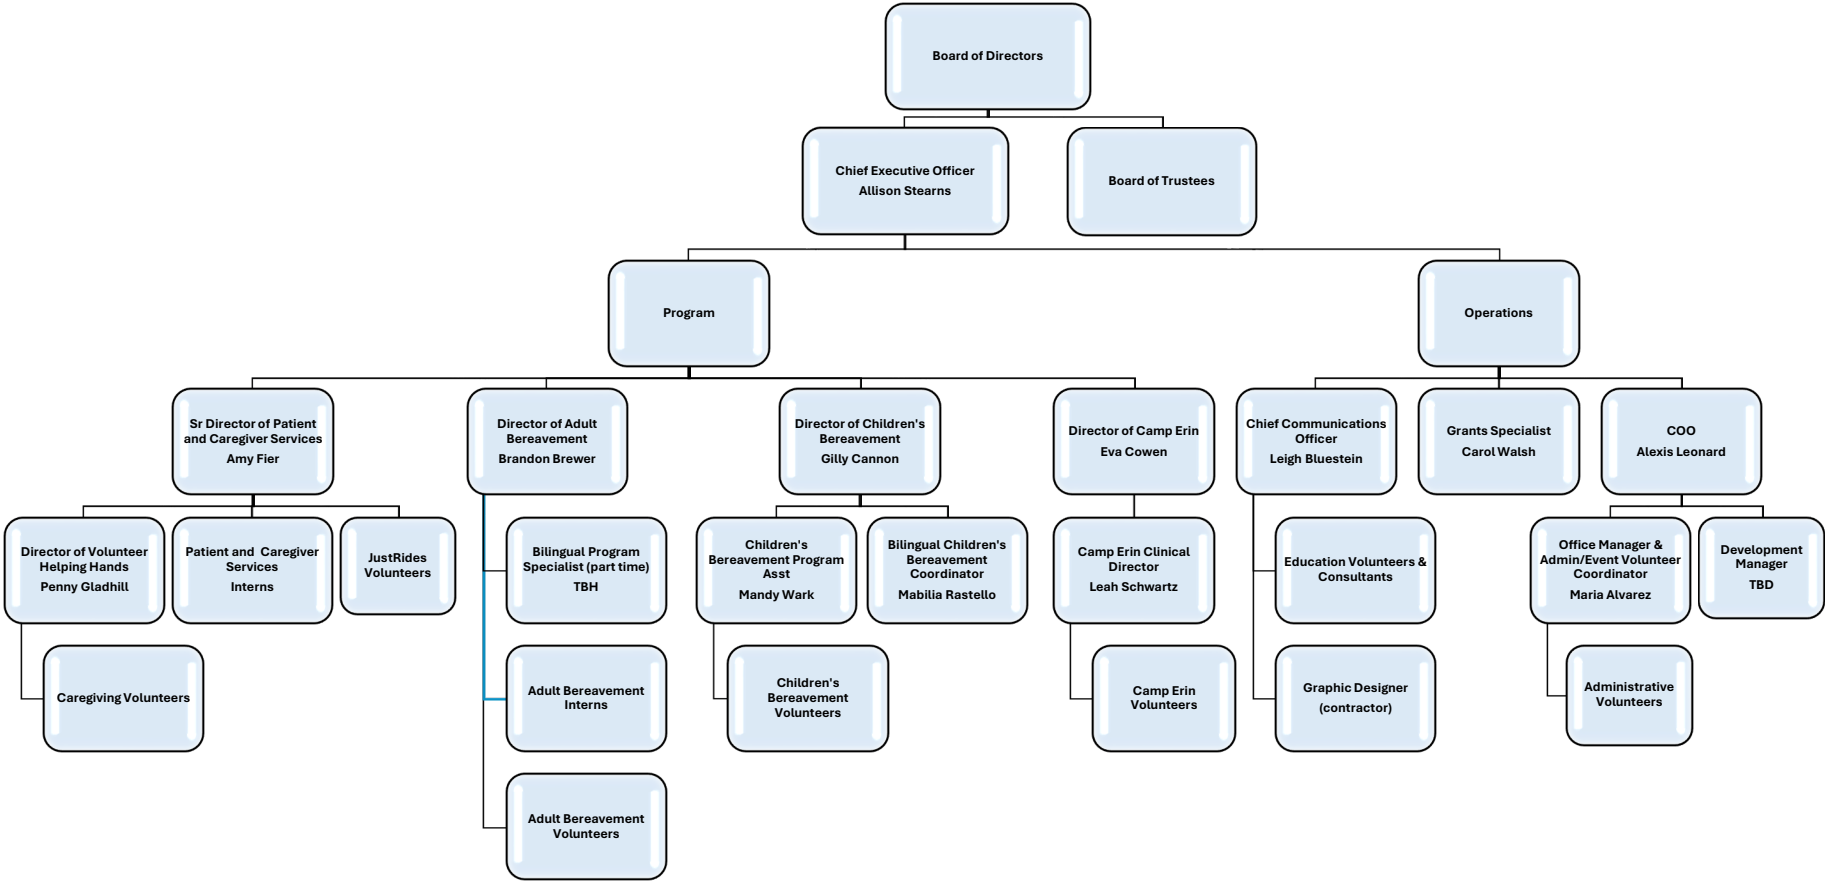 Board of Directors
Chief Executive Officer
Allison Stearns
Board of Trustees
Program
Operations
Sr Director of Patient
and Caregiver Services
Amy Fier
Director of Adult
Bereavement
Brandon Brewer
Director of Children's
Bereavement
Gilly Cannon
Director of Camp Erin
Eva Cowen
Chief Communications
Officer
Leigh Bluestein
Grants Specialist
Carol Walsh
COO
Alexis Leonard
Director of Volunteer
Helping Hands
Penny Gladhill
Patient and  Caregiver
Services
Interns
JustRides
Volunteers
Bilingual Program
Specialist (part time)
TBH
Children's
Bereavement Program
Asst
Mandy Wark
Bilingual Children's
Bereavement
Coordinator
Mabilia Rastello
Camp Erin Clinical
Director
Leah Schwartz
Education Volunteers &
Consultants
Office Manager &
Admin/Event Volunteer
Coordinator
Maria Alvarez
Development
Manager
TBD
Caregiving Volunteers
Adult Bereavement
Interns
Children's
Bereavement
Volunteers
Camp Erin
Volunteers
Graphic Designer
(contractor)
Administrative
Volunteers
Adult Bereavement
Volunteers